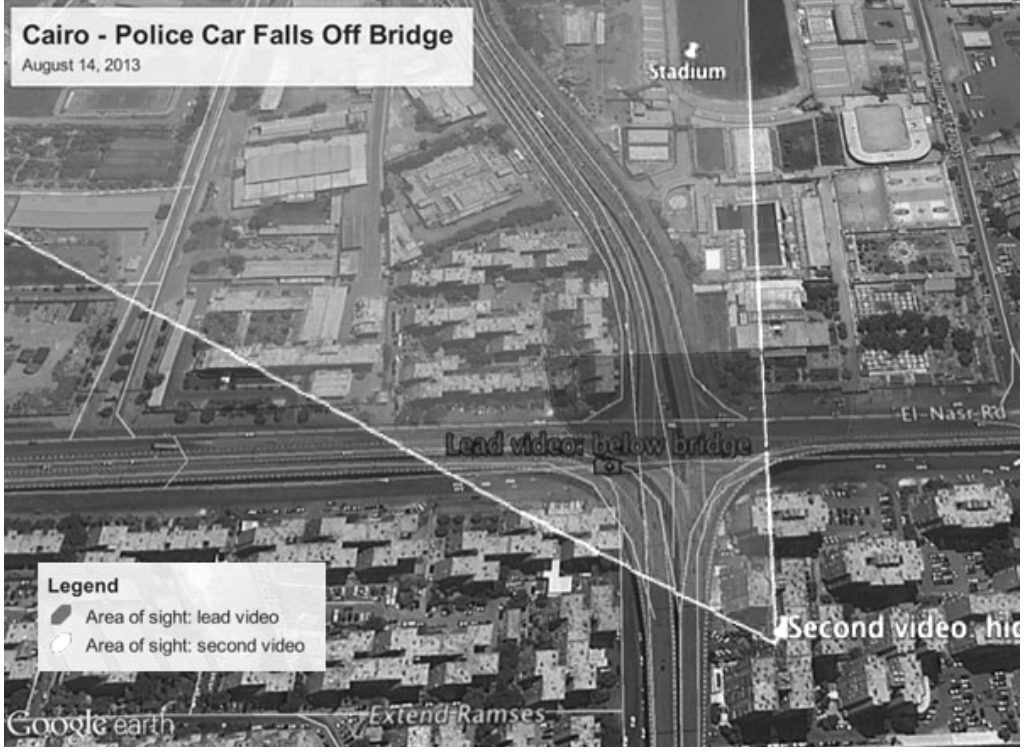 Cairo - Police Car Falls Off Bridge
August 14, 2013
Stadium
El-Nasr Rd
Lead video: below bridge
Legend
Area of sight: lead video
Area of sight: second video
Second video. hig
Extend Ramses
Google earth